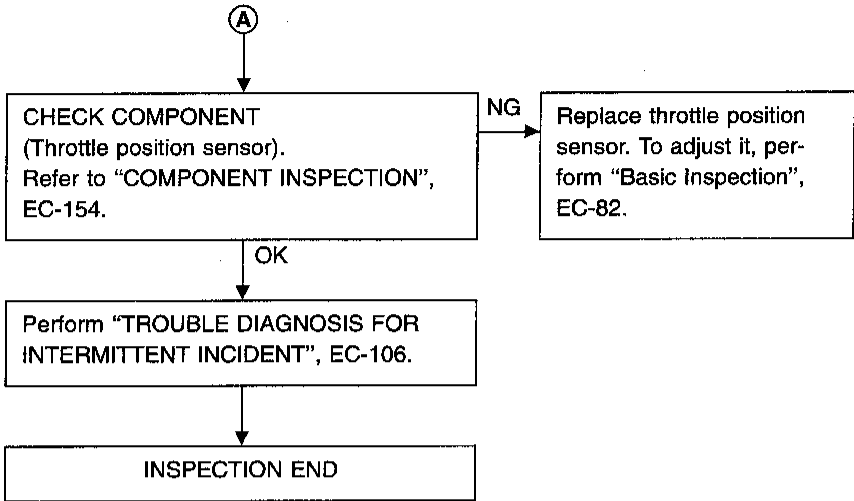 A
CHECK COMPONENT
(Throttle position sensor).
Refer to “COMPONENT INSPECTION”,
EC-154.
NG
Replace throttle position
sensor. To adjust it, per-
form “Basic Inspection”,
EC-82.
OK
Perform “TROUBLE DIAGNOSIS FOR
INTERMITTENT INCIDENT”, EC-106.
INSPECTION END